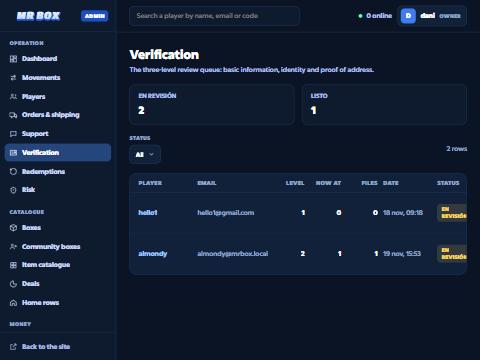 MR BOX ADMIN
Search a player by name, email or code
0 online
D dani OWNER
OPERATION
Dashboard
Movements
Players
Orders & shipping
Support
Verification
Redemptions
Risk
CATALOGUE
Boxes
Community boxes
Item catalogue
Deals
Home rows
MONEY
Back to the site
Verification
The three-level review queue: basic information, identity and proof of address.
EN REVISIÓN
2
LISTO
1
STATUS
All
2 rows
PLAYER EMAIL LEVEL NOW AT FILES DATE STATUS
hello1 hello1@gmail.com 1 0 0 18 nov, 09:18 EN REVISIÓN
almondy almondy@mrbox.local 2 1 1 19 nov, 15:53 EN REVISIÓN